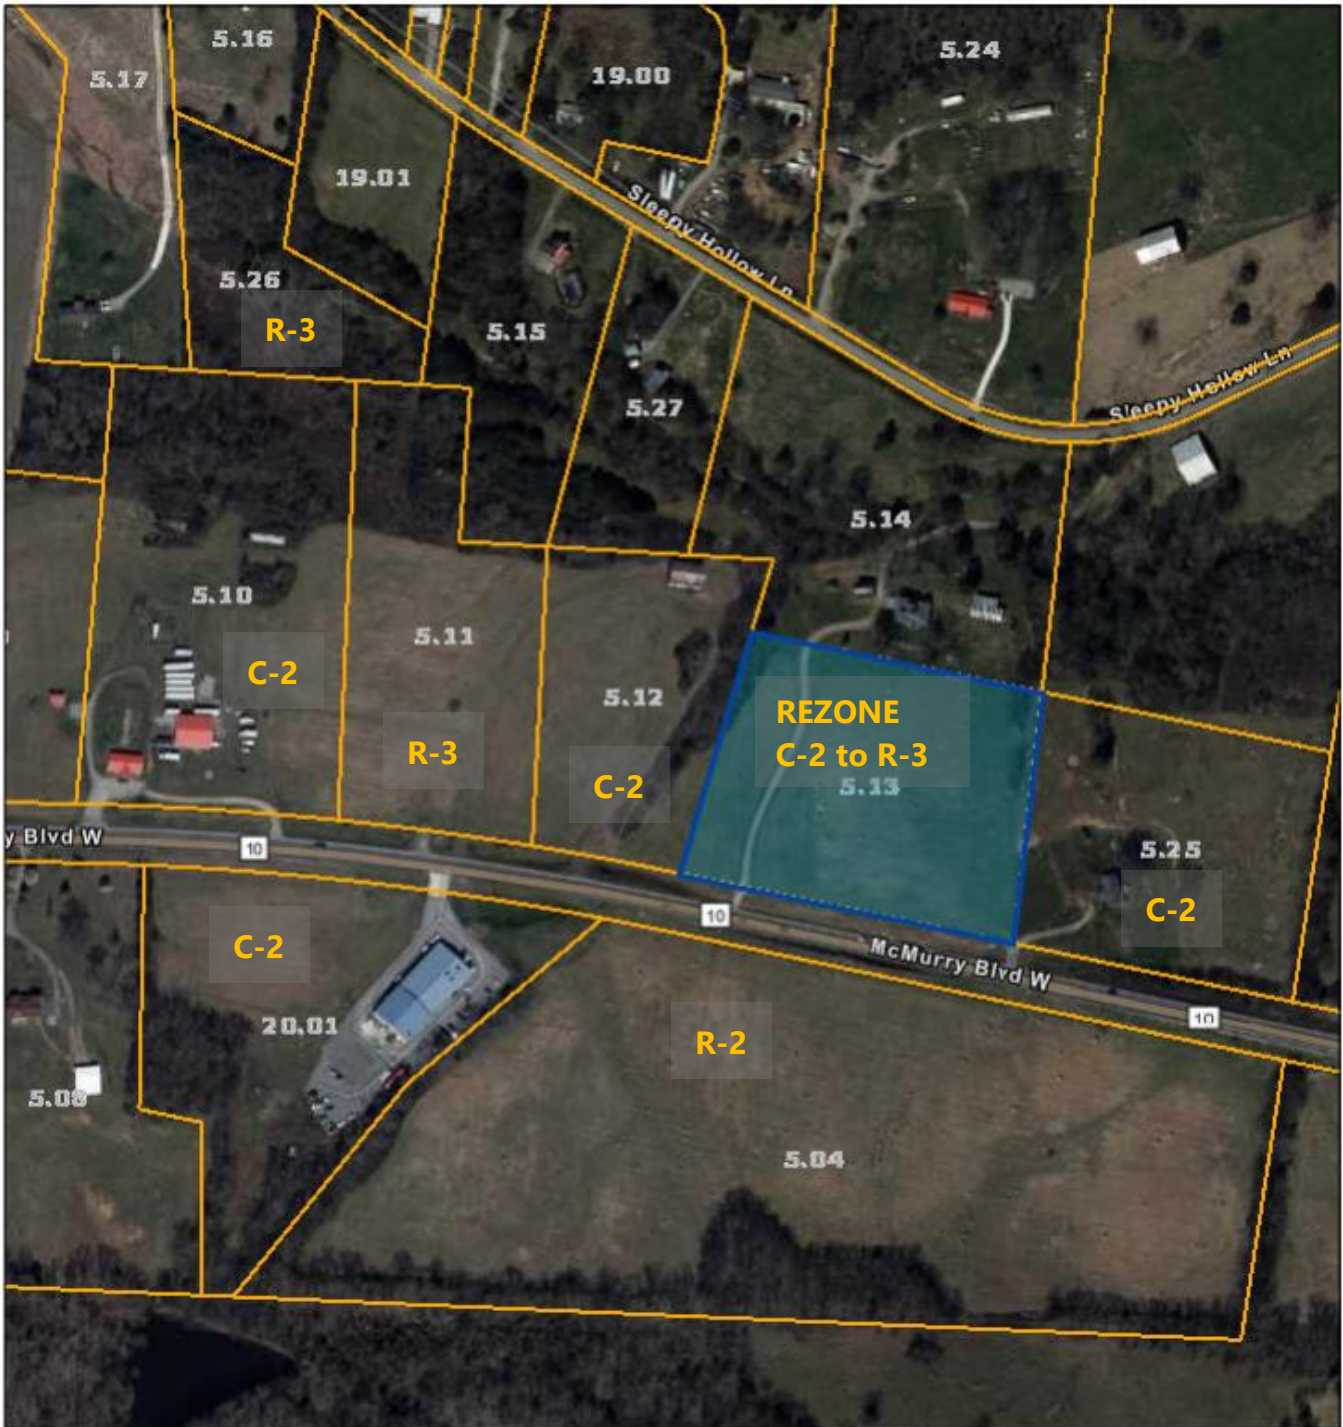 5.16
5.17
19.00
5.24
19.01
Sleepy Hollow Ln
5.26
R-3
5.15
Sleepy Hollow Ln
5.27
5.14
5.10
5.11
C-2
5.12
REZONE
C-2 to R-3
R-3
C-2
5.13
y Blvd W
10
5.25
C-2
10
C-2
McMurry Blvd W
10
20.01
R-2
5.08
5.04